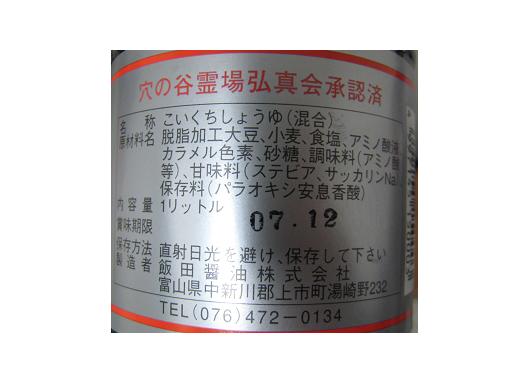 穴の谷霊場弘真会承認済
名称 こいくちしょうゆ(混合)
原材料名 脱脂加工大豆、小麦、食塩、アミノ酸液、
カラメル色素、砂糖、調味料(アミノ酸
等)、甘味料(ステビア、サッカリンNa)、
保存料(パラオキシ安息香酸)
内容量 1リットル
賞味期限 07.12
保存方法 直射日光を避け、保存して下さい
製造者 飯田醤油株式会社
富山県中新川郡上市町湯崎野232
TEL(076)472-0134